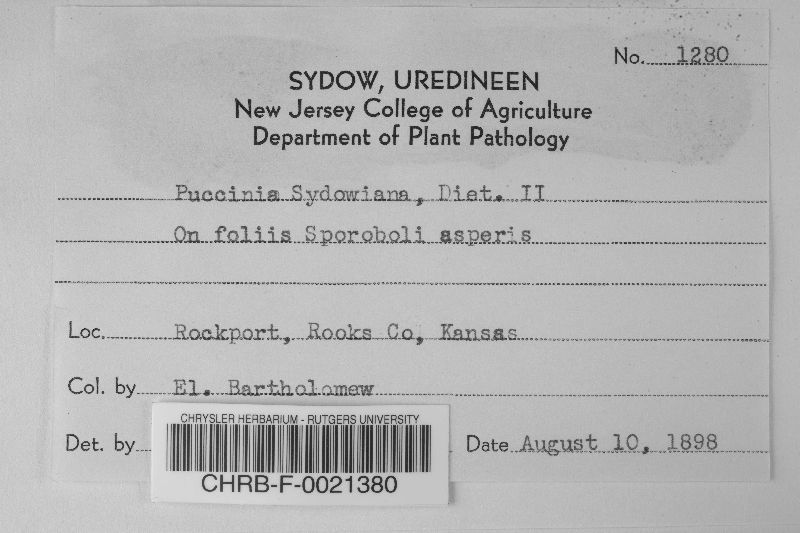 No. 1280
SYDOW, UREDINEEN
New Jersey College of Agriculture
Department of Plant Pathology
Puccinia Sydowiana, Diet. II
On foliis Sporoboli asperis
Loc. Rockport, Rooks Co, Kansas
Col. by El. Bartholomew
Det. by
Date August 10, 1898
CHRYSLER HERBARIUM - RUTGERS UNIVERSITY
CHRB-F-0021380